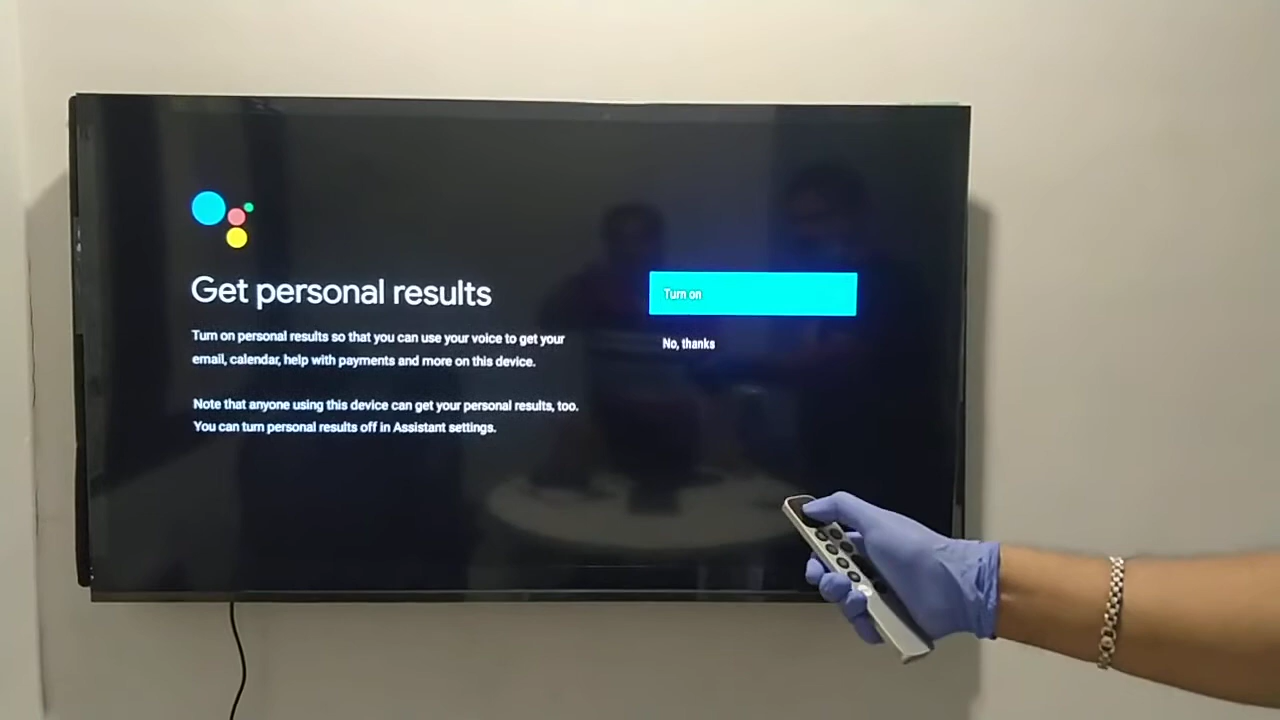 Get personal results
Turn on personal results so that you can use your voice to get your
email, calendar, help with payments and more on this device.
Note that anyone using this device can get your personal results, too.
You can turn personal results off in Assistant settings.
Turn on
No, thanks